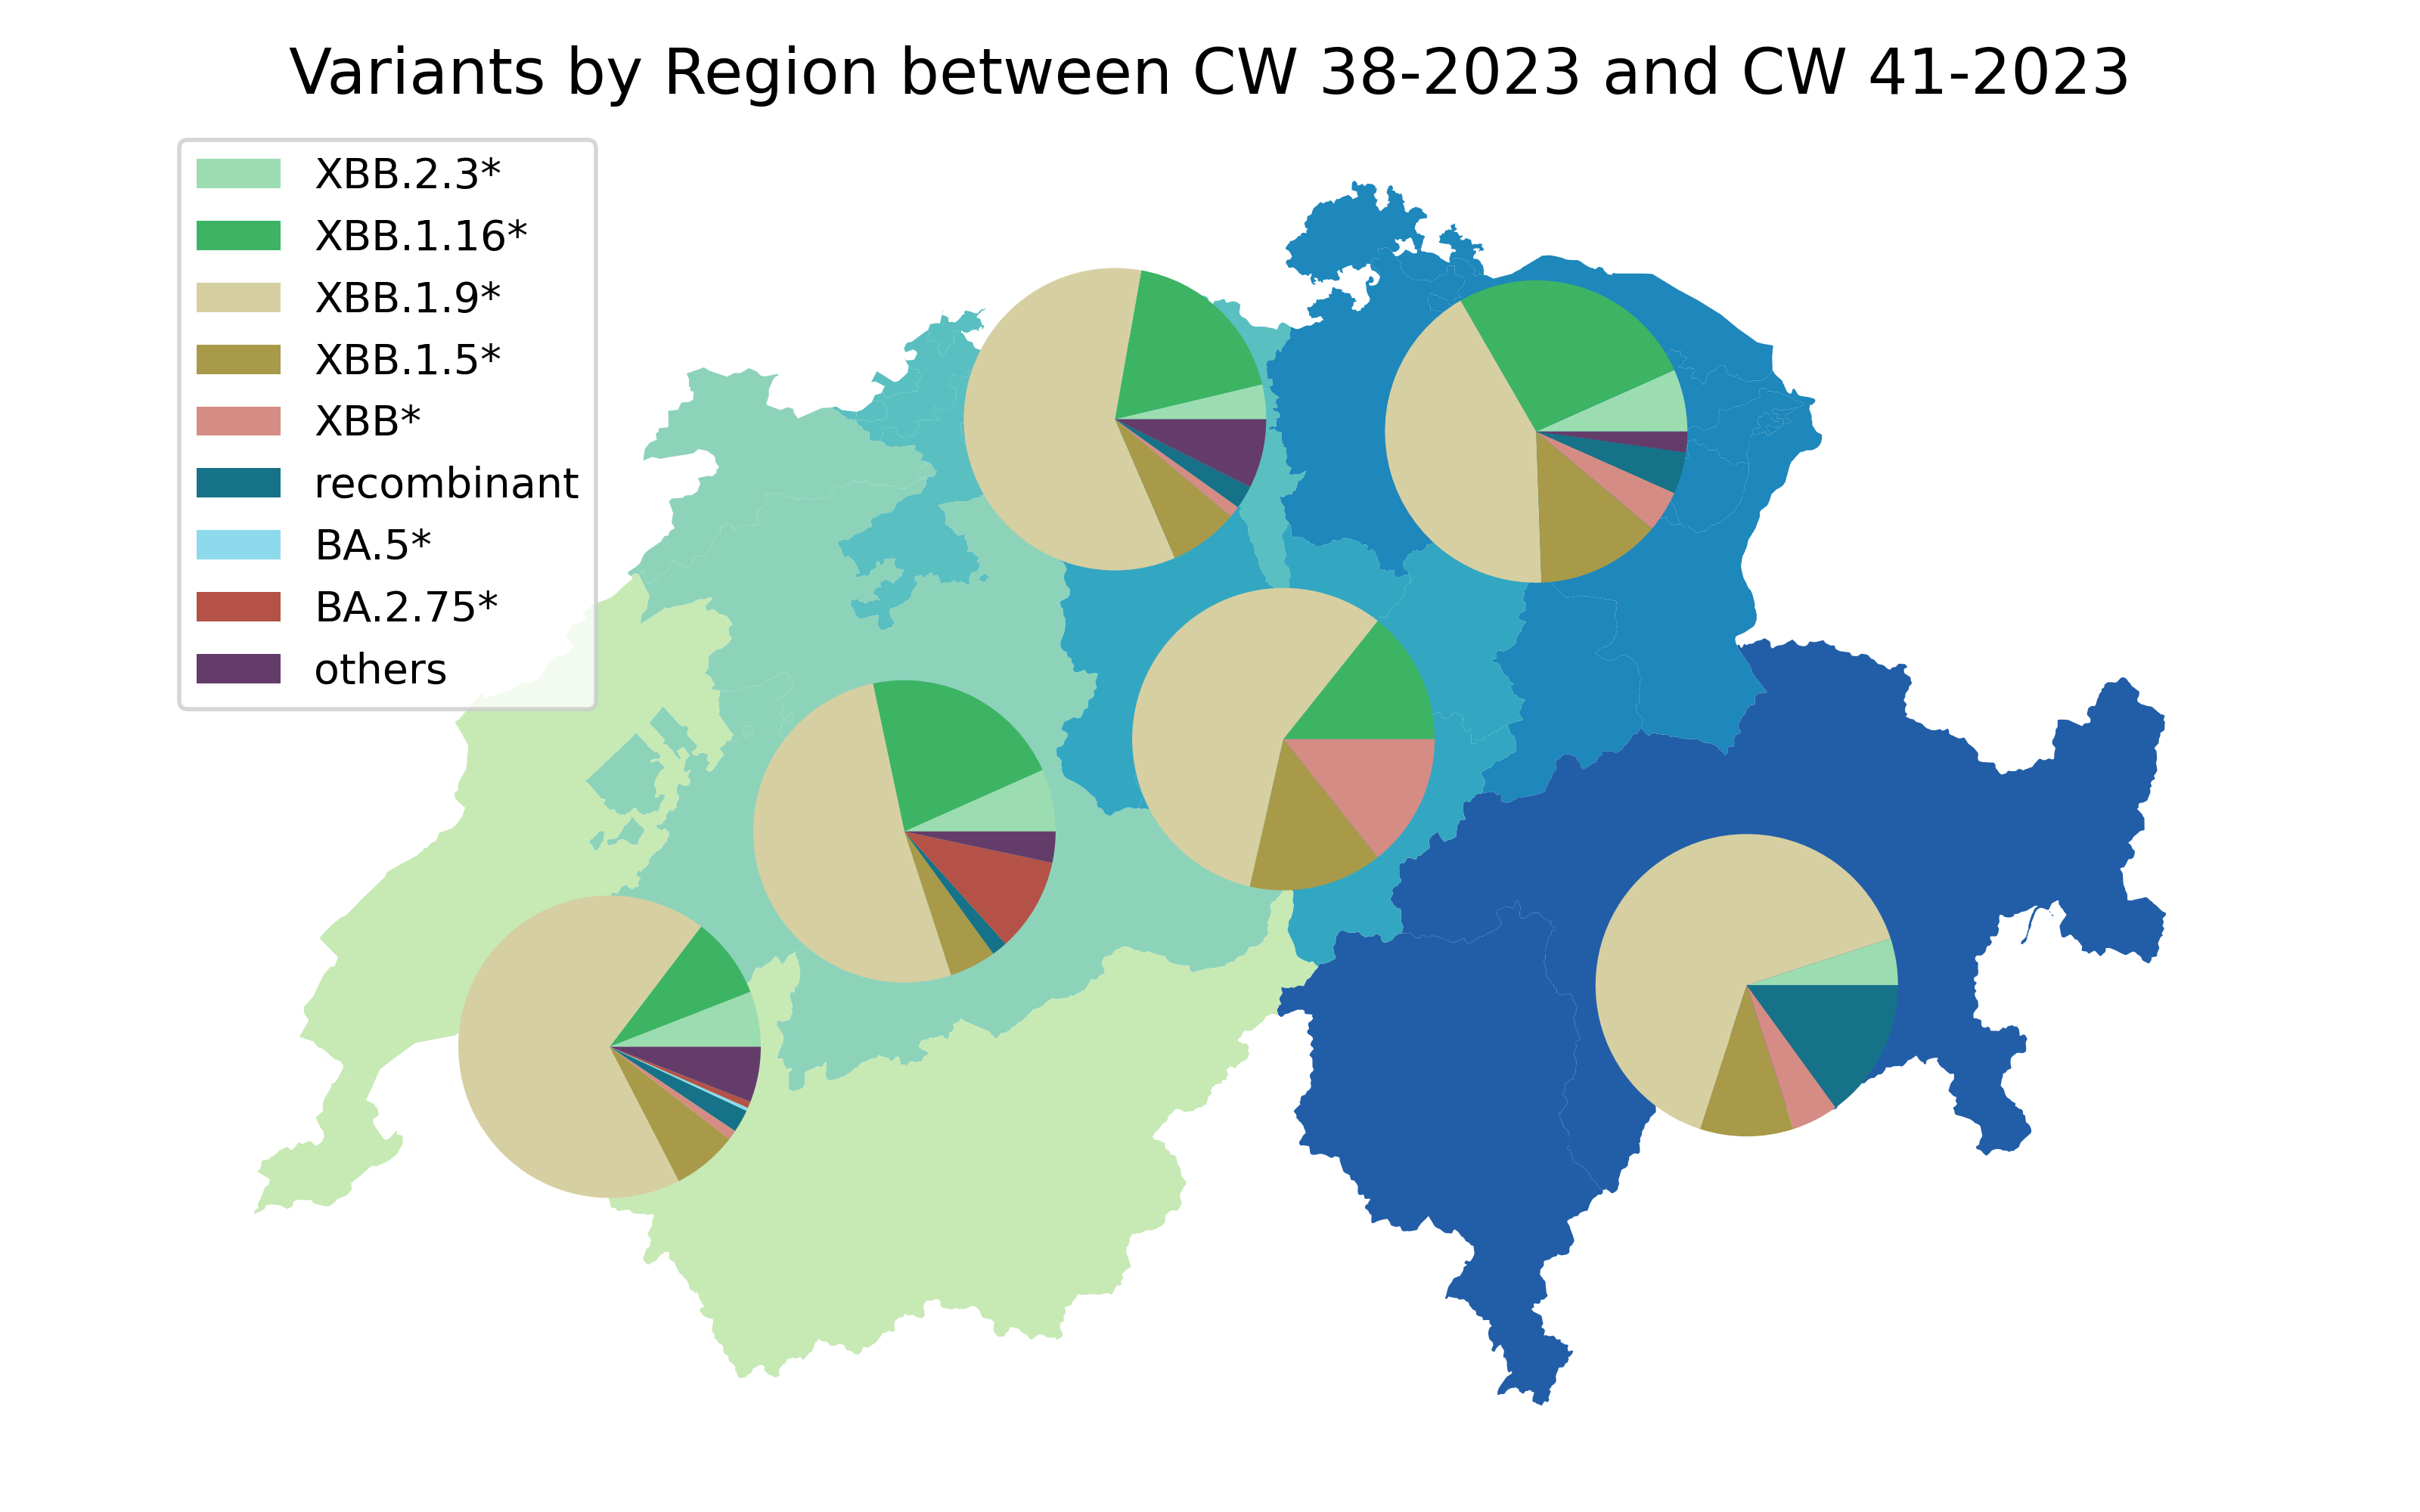 Variants by Region between CW 38-2023 and CW 41-2023
XBB.2.3*
XBB.1.16*
XBB.1.9*
XBB.1.5*
XBB*
recombinant
BA.5*
BA.2.75*
others